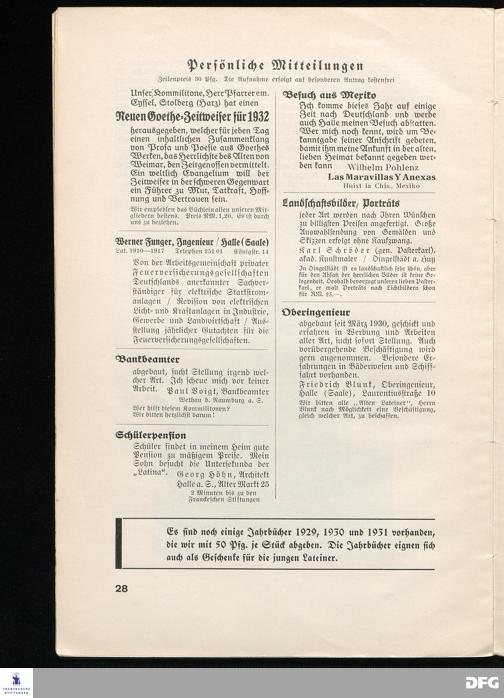 Persönliche Mitteilungen
Zeilenpreis 30 Pfg. Die Aufnahme erfolgt auf besonderen Antrag kostenfrei
Unser Kommilitone, Herr Pfarrer em.
Eyssel, Stolberg (Harz) hat einen
Neuen Goethe-Zeitweiser für 1932
herausgegeben, welcher für jeden Tag
einen inhaltlichen Zusammenklang
von Prosa und Poesie aus Goethes
Werken, das Herrlichste des Alten von
Weimar, den Zeitgenossen vermittelt.
Ein weltlich Evangelium will der
Zeitweiser in der schweren Gegenwart
ein Führer zu Mut, Tatkraft, Hoff-
nung und Vertrauen sein.
Wir empfehlen das Büchlein allen unseren Mit-
gliedern bestens. Preis RM. 1,20. Es ist durch
uns zu beziehen.
Werner Funger, Ingenieur / Halle (Saale)
Lat. 1910—1917 Telephon 251 01 Königstr. 14
Von der Arbeitsgemeinschaft privater
Feuerversicherungsgesellschaften
Deutschlands anerkannter Sachver-
ständiger für elektrische Starkstrom-
anlagen / Revision von elektrischen
Licht- und Kraftanlagen in Industrie,
Gewerbe und Landwirtschaft / Aus-
stellung jährlicher Gutachten für die
Feuerversicherungsgesellschaften.
Bankbeamter
abgebaut, sucht Stellung irgend wel-
cher Art. Ich scheue mich vor keiner
Arbeit. Paul Voigt, Bankbeamter
Wethau b. Naumburg a. S.
Wer hilft diesem Kommilitonen?
Wir bitten herzlichst darum!
Schülerpension
Schüler findet in meinem Heim gute
Pension zu mäßigem Preise. Mein
Sohn besucht die Untersekunda der
„Latina“. Georg Höhn, Architekt
Halle a. S., Alter Markt 25
2 Minuten bis zu den
Franckeschen Stiftungen
Besuch aus Mexiko
Ich komme dieses Jahr auf einige
Zeit nach Deutschland und werde
auch Halle meinen Besuch abstatten.
Wer mich noch kennt, wird um Be-
kanntgabe seiner Anschrift gebeten,
damit ihm meine Ankunft in der alten,
lieben Heimat bekannt gegeben wer-
den kann Wilhelm Pohlenz
Las Maravillas Y Anexas
Huixt la Chis., Mexiko
Landschaftsbilder / Porträts
jeder Art werden nach Ihren Wünschen
zu billigsten Preisen angefertigt. Große
Auswahlsendung von Gemälden und
Skizzen erfolgt ohne Kaufzwang.
Karl Schröder (gen. Pasterkarl),
akad. Kunstmaler / Dingelstädt a. Huy
In Dingelstädt ist es landschaftlich sehr schön, aber
für den Absatz der herrlichen Bilder ist keine Ge-
legenheit. Deshalb bevorzugt unseren lieben Paster-
karl, er malt Porträts nach Lichtbildern schon
für RM. 25,—.
Oberingenieur
abgebaut seit März 1930, geschickt und
erfahren in Werbung und Arbeiten
aller Art, sucht sofort Stellung. Auch
vorübergehende Beschäftigung wird
gern angenommen. Besondere Er-
fahrungen in Bäderwesen und Schiff-
fahrt vorhanden.
Friedrich Blunk, Oberingenieur,
Halle (Saale), Laurentiusstraße 10
Wir bitten alle „Alten Lateiner“, Herrn
Blunk nach Möglichkeit eine Beschäftigung,
gleich welcher Art, zu beschaffen.
Es sind noch einige Jahrbücher 1929, 1930 und 1931 vorhanden,
die wir mit 50 Pfg. je Stück abgeben. Die Jahrbücher eignen sich
auch als Geschenke für die jungen Lateiner.
28
FRANCKESCHE
STIFTUNGEN
DFG